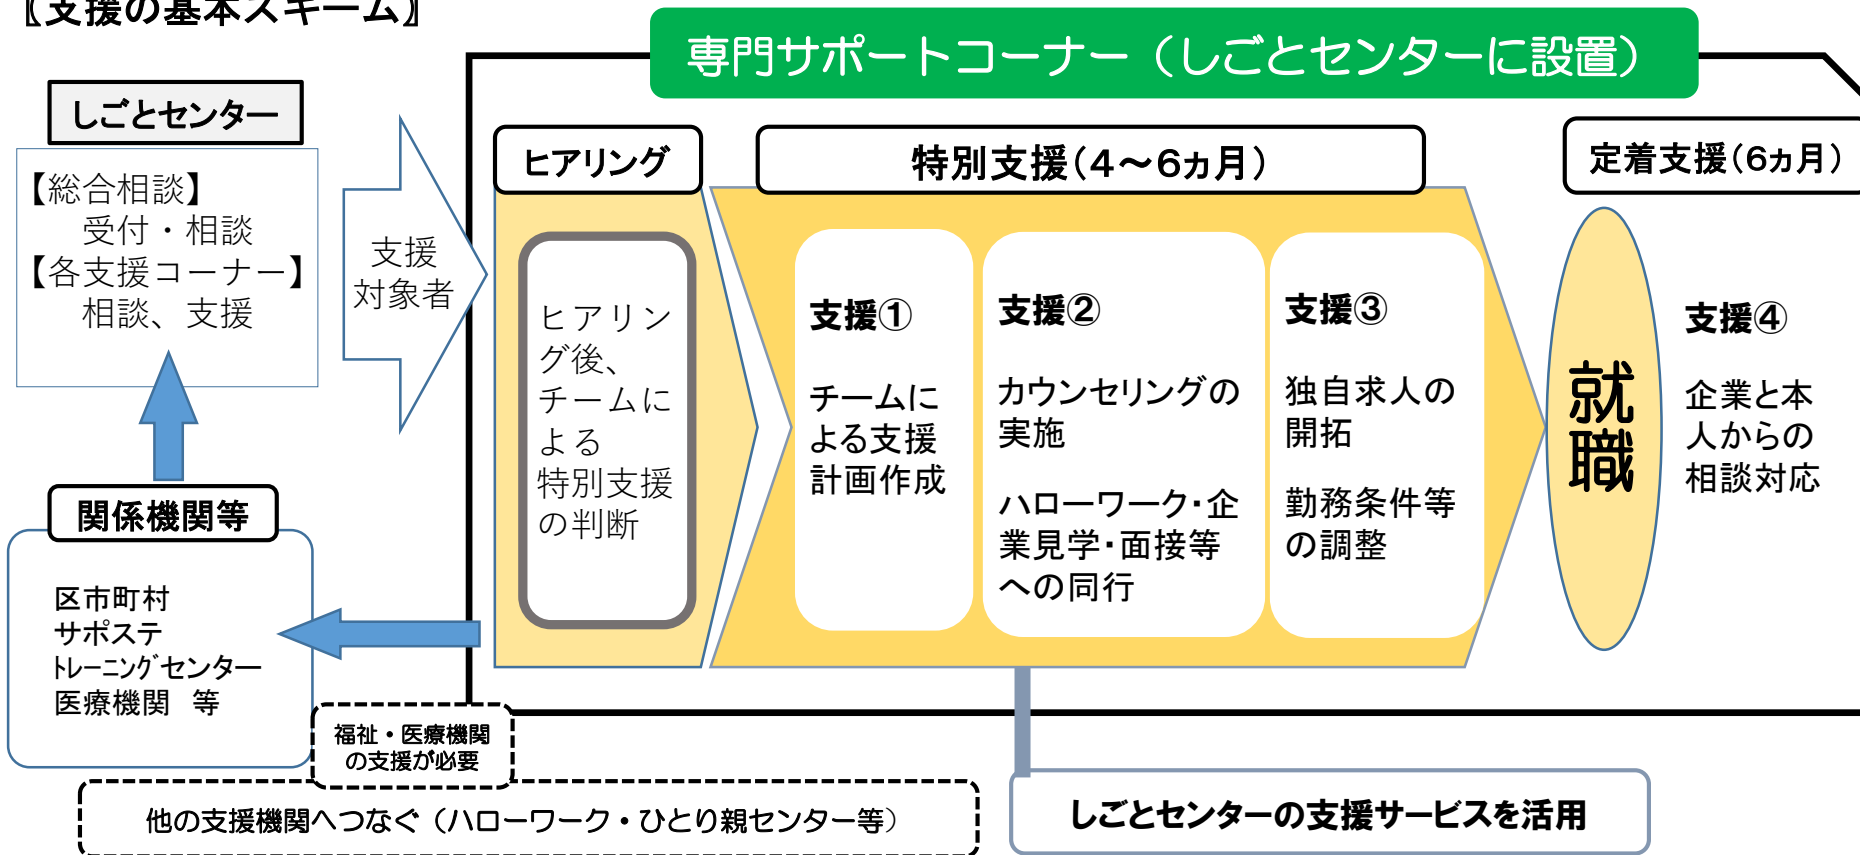 【支援の基本スキーム】
専門サポートコーナー（しごとセンターに設置）
しごとセンター
【総合相談】
受付・相談
【各支援コーナー】
相談、支援
支援
対象者
関係機関等
区市町村
サポステ
トレーニングセンター
医療機関　等
ヒアリング
ヒアリン
グ後、
チームに
よる
特別支援
の判断
特別支援（４～６ヵ月）
支援①
チームに
よる支援
計画作成
支援②
カウンセリングの
実施
ハローワーク・企
業見学・面接等
への同行
支援③
独自求人の
開拓
勤務条件等
の調整
就職
定着支援（６ヵ月）
支援④
企業と本
人からの
相談対応
福祉・医療機関
の支援が必要
他の支援機関へつなぐ（ハローワーク・ひとり親センター等）
しごとセンターの支援サービスを活用